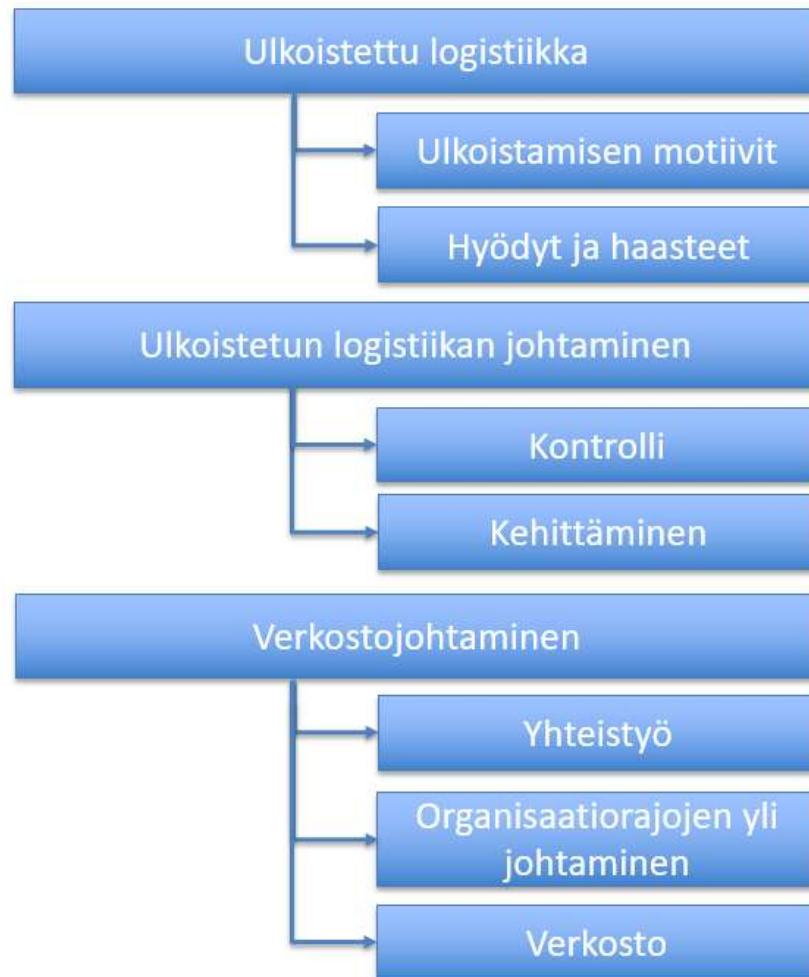 Ulkoistettu logistiikka
Ulkoistamisen motiivit
Hyödyt ja haasteet
Ulkoistetun logistiikan johtaminen
Kontrolli
Kehittäminen
Verkostojohtaminen
Yhteistyö
Organisaatiorajojen yli
johtaminen
Verkosto